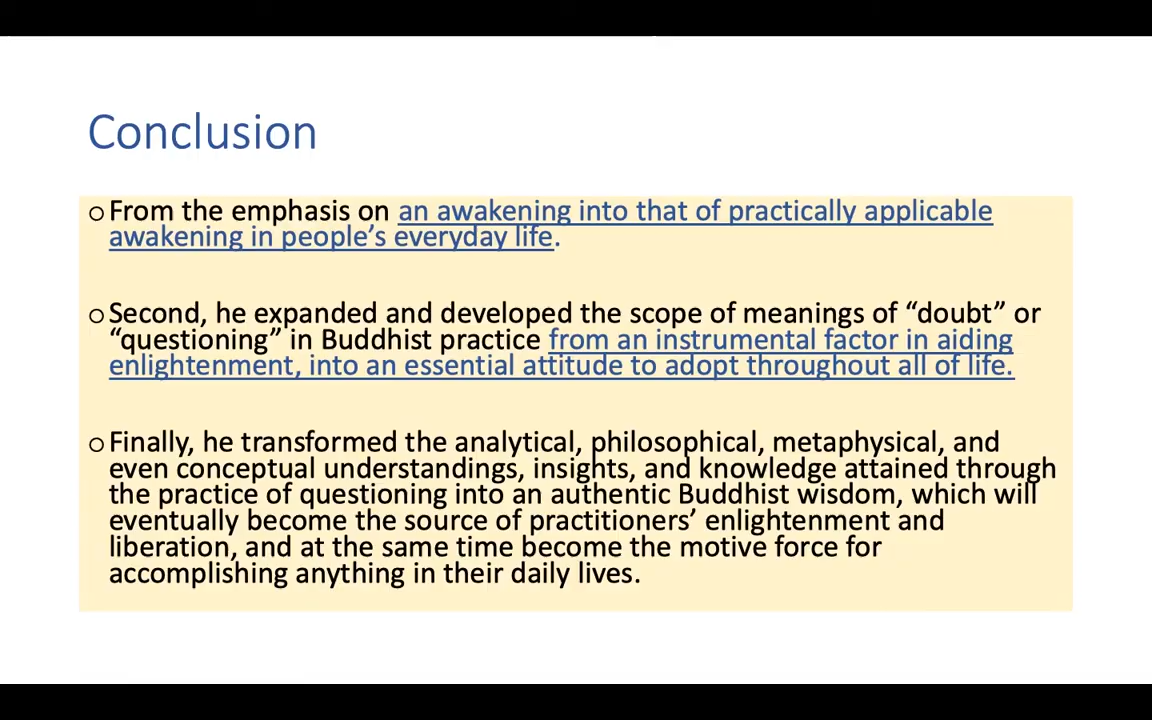 Conclusion
o From the emphasis on an awakening into that of practically applicable
awakening in people’s everyday life.
o Second, he expanded and developed the scope of meanings of “doubt” or
“questioning” in Buddhist practice from an instrumental factor in aiding
enlightenment, into an essential attitude to adopt throughout all of life.
o Finally, he transformed the analytical, philosophical, metaphysical, and
even conceptual understandings, insights, and knowledge attained through
the practice of questioning into an authentic Buddhist wisdom, which will
eventually become the source of practitioners’ enlightenment and
liberation, and at the same time become the motive force for
accomplishing anything in their daily lives.